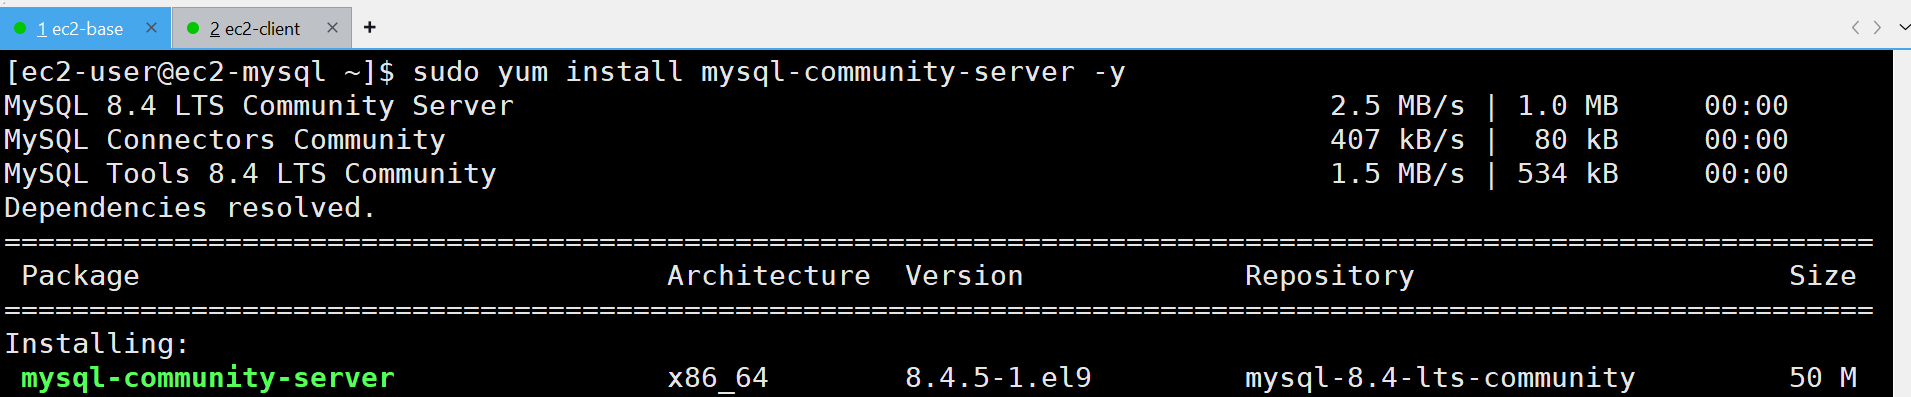 1 ec2-base × 2 ec2-client × +
[ec2-user@ec2-mysql ~]$ sudo yum install mysql-community-server -y
MySQL 8.4 LTS Community Server 2.5 MB/s | 1.0 MB 00:00
MySQL Connectors Community 407 kB/s | 80 kB 00:00
MySQL Tools 8.4 LTS Community 1.5 MB/s | 534 kB 00:00
Dependencies resolved.
==============================================================================================================
Package Architecture Version Repository Size
==============================================================================================================
Installing:
mysql-community-server x86_64 8.4.5-1.el9 mysql-8.4-lts-community 50 M